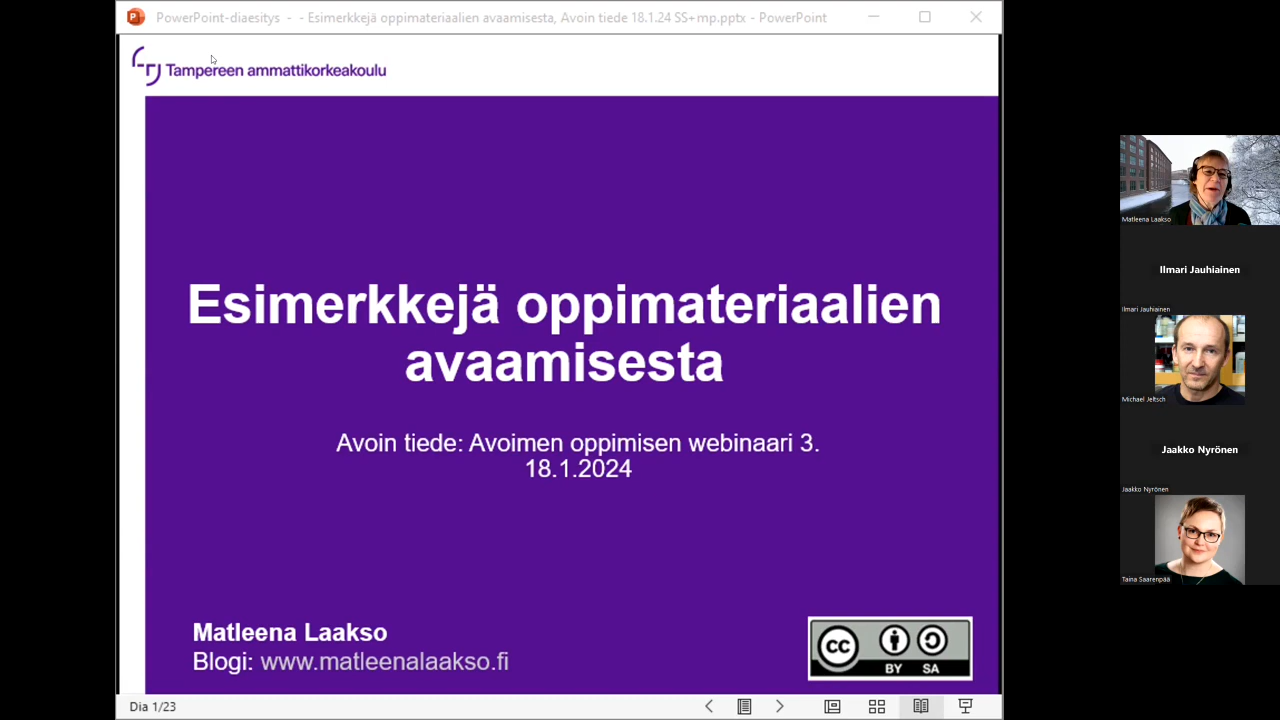 PowerPoint-diaesitys - - Esimerkkejä oppimateriaalien avaamisesta, Avoin tiede 18.1.24 SS+mp.pptx - PowerPoint
Tampereen ammattikorkeakoulu
Esimerkkejä oppimateriaalien
avaamisesta
Avoin tiede: Avoimen oppimisen webinaari 3.
18.1.2024
Matleena Laakso
Blogi: www.matleenalaakso.fi
CC
BY SA
Dia 1/23
Matleena Laakso
Ilmari Jauhiainen
Ilmari Jauhiainen
Michael Jeltsch
Jaakko Nyrönen
Jaakko Nyrönen
Taina Saarenpää